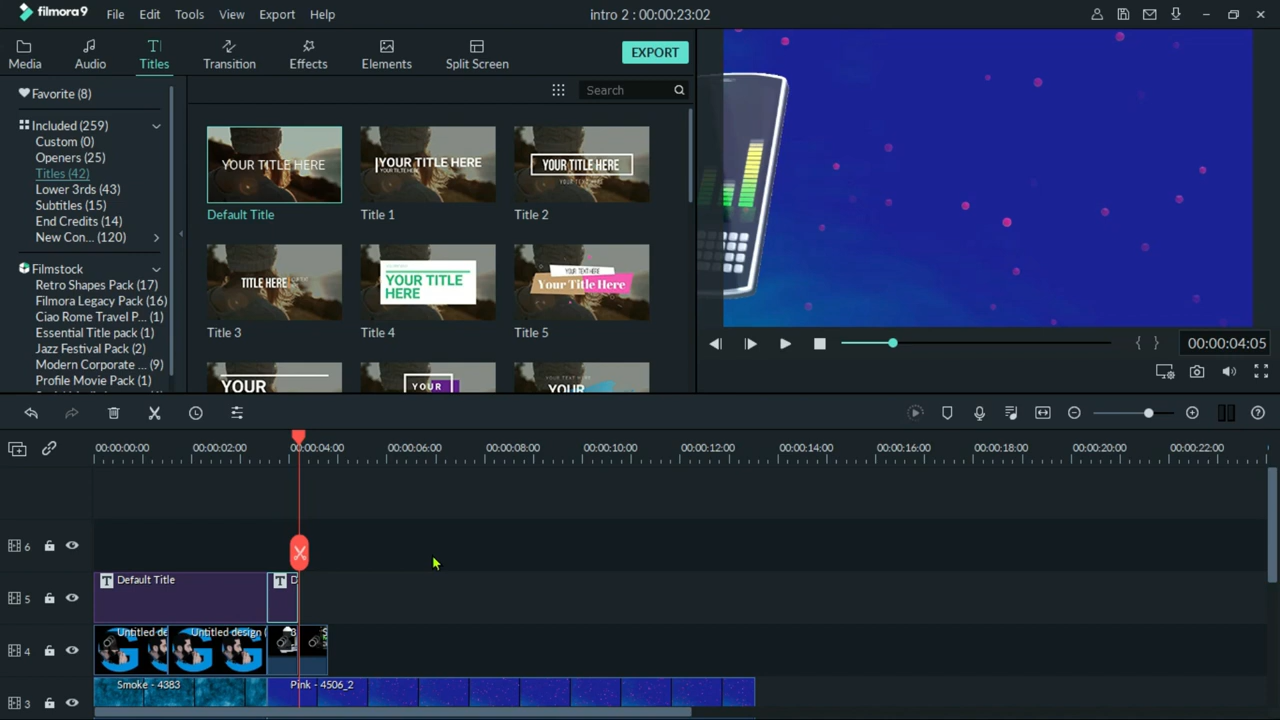 filmora9
File Edit Tools View Export Help
intro 2 : 00:00:23:02
Media Audio Titles Transition Effects Elements Split Screen
EXPORT
Favorite (8)
Search
Included (259)
Custom (0)
Openers (25)
Titles (42)
Lower 3rds (43)
Subtitles (15)
End Credits (14)
New Con... (120)
Filmstock
Retro Shapes Pack (17)
Filmora Legacy Pack (16)
Ciao Rome Travel P... (1)
Essential Title pack (1)
Jazz Festival Pack (2)
Modern Corporate ... (9)
Profile Movie Pack (1)
YOUR TITLE HERE
YOUR TITLE HERE
YOUR TITLE HERE
Default Title Title 1 Title 2
TITLE HERE
YOUR TITLE
HERE
YOUR TEXT HERE
Your Title Here
Title 3 Title 4 Title 5
YOUR
YOUR
00:00:04:05
00:00:00:00 00:00:02:00 00:00:04:00 00:00:06:00 00:00:08:00 00:00:10:00 00:00:12:00 00:00:14:00 00:00:16:00 00:00:18:00 00:00:20:00 00:00:22:00
6
5
T Default Title
T D
4
Untitled de
Untitled design (
3
Smoke - 4383
Pink - 4506_2